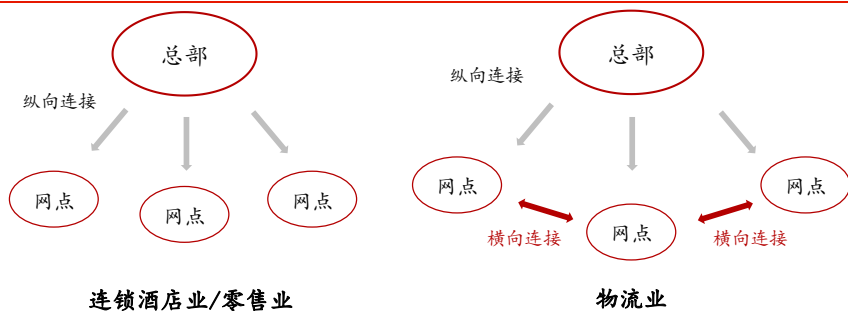 总部
纵向连接
网点
网点
网点
连锁酒店业/零售业
总部
纵向连接
网点
网点
网点
横向连接
横向连接
物流业